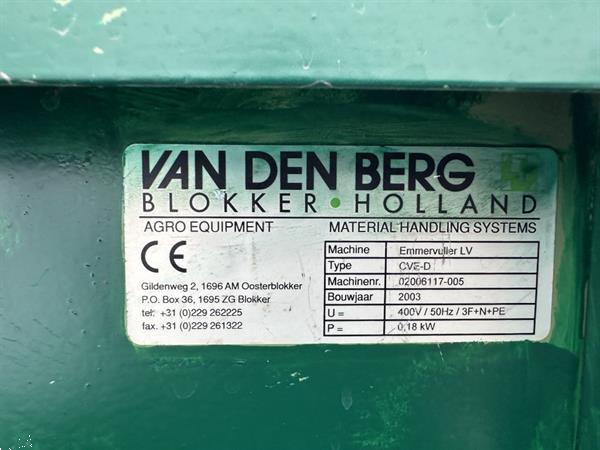 VAN DEN BERG
BLOKKER • HOLLAND
AGRO EQUIPMENT MATERIAL HANDLING SYSTEMS
CE
Gildenweg 2, 1696 AM Oosterblokker
P.O. Box 36, 1695 ZG Blokker
tel: +31 (0)229 262225
fax. +31 (0)229 261322
Machine Emmervuller LV
Type CVE-D
Machinenr. 02006117-005
Bouwjaar 2003
U = 400V / 50Hz / 3F+N+PE
P = 0,18 kW